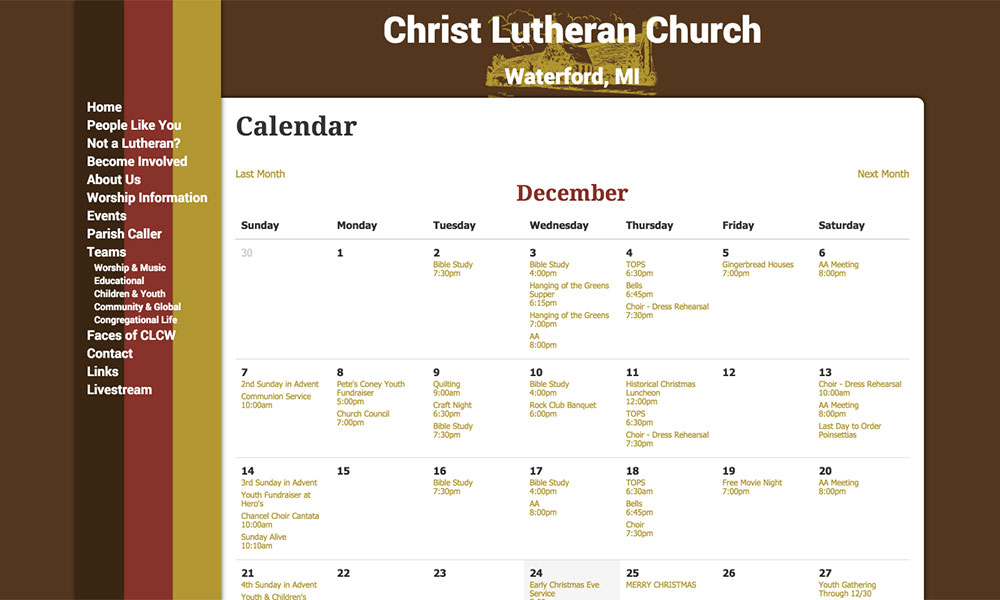 Christ Lutheran Church
Waterford, MI
Home
People Like You
Not a Lutheran?
Become Involved
About Us
Worship Information
Events
Parish Caller
Teams
Worship & Music
Educational
Children & Youth
Community & Global
Congregational Life
Faces of CLCW
Contact
Links
Livestream
Calendar
Last Month
Next Month
December
Sunday Monday Tuesday Wednesday Thursday Friday Saturday
30
1
2
Bible Study
7:30pm
3
Bible Study
4:00pm
Hanging of the Greens
Supper
6:15pm
Hanging of the Greens
7:00pm
AA
8:00pm
4
TOPS
6:30pm
Bells
6:45pm
Choir - Dress Rehearsal
7:30pm
5
Gingerbread Houses
7:00pm
6
AA Meeting
8:00pm
7
2nd Sunday in Advent
Communion Service
10:00am
8
Pete's Coney Youth
Fundraiser
5:00pm
Church Council
7:00pm
9
Quilting
9:00am
Craft Night
6:30pm
Bible Study
7:30pm
10
Bible Study
4:00pm
Rock Club Banquet
6:00pm
11
Historical Christmas
Luncheon
12:00pm
TOPS
6:30pm
Choir - Dress Rehearsal
7:30pm
12
13
Choir - Dress Rehearsal
10:00am
AA Meeting
8:00pm
Last Day to Order
Poinsettias
14
3rd Sunday in Advent
Youth Fundraiser at
Hero's
Chancel Choir Cantata
10:00am
Sunday Alive
10:10am
15
16
Bible Study
7:30pm
17
Bible Study
4:00pm
AA
8:00pm
18
TOPS
6:30am
Bells
6:45pm
Choir
7:30pm
19
Free Movie Night
7:00pm
20
AA Meeting
8:00pm
21
4th Sunday in Advent
Youth & Children's
22
23
24
Early Christmas Eve
Service
25
MERRY CHRISTMAS
26
27
Youth Gathering
Through 12/30